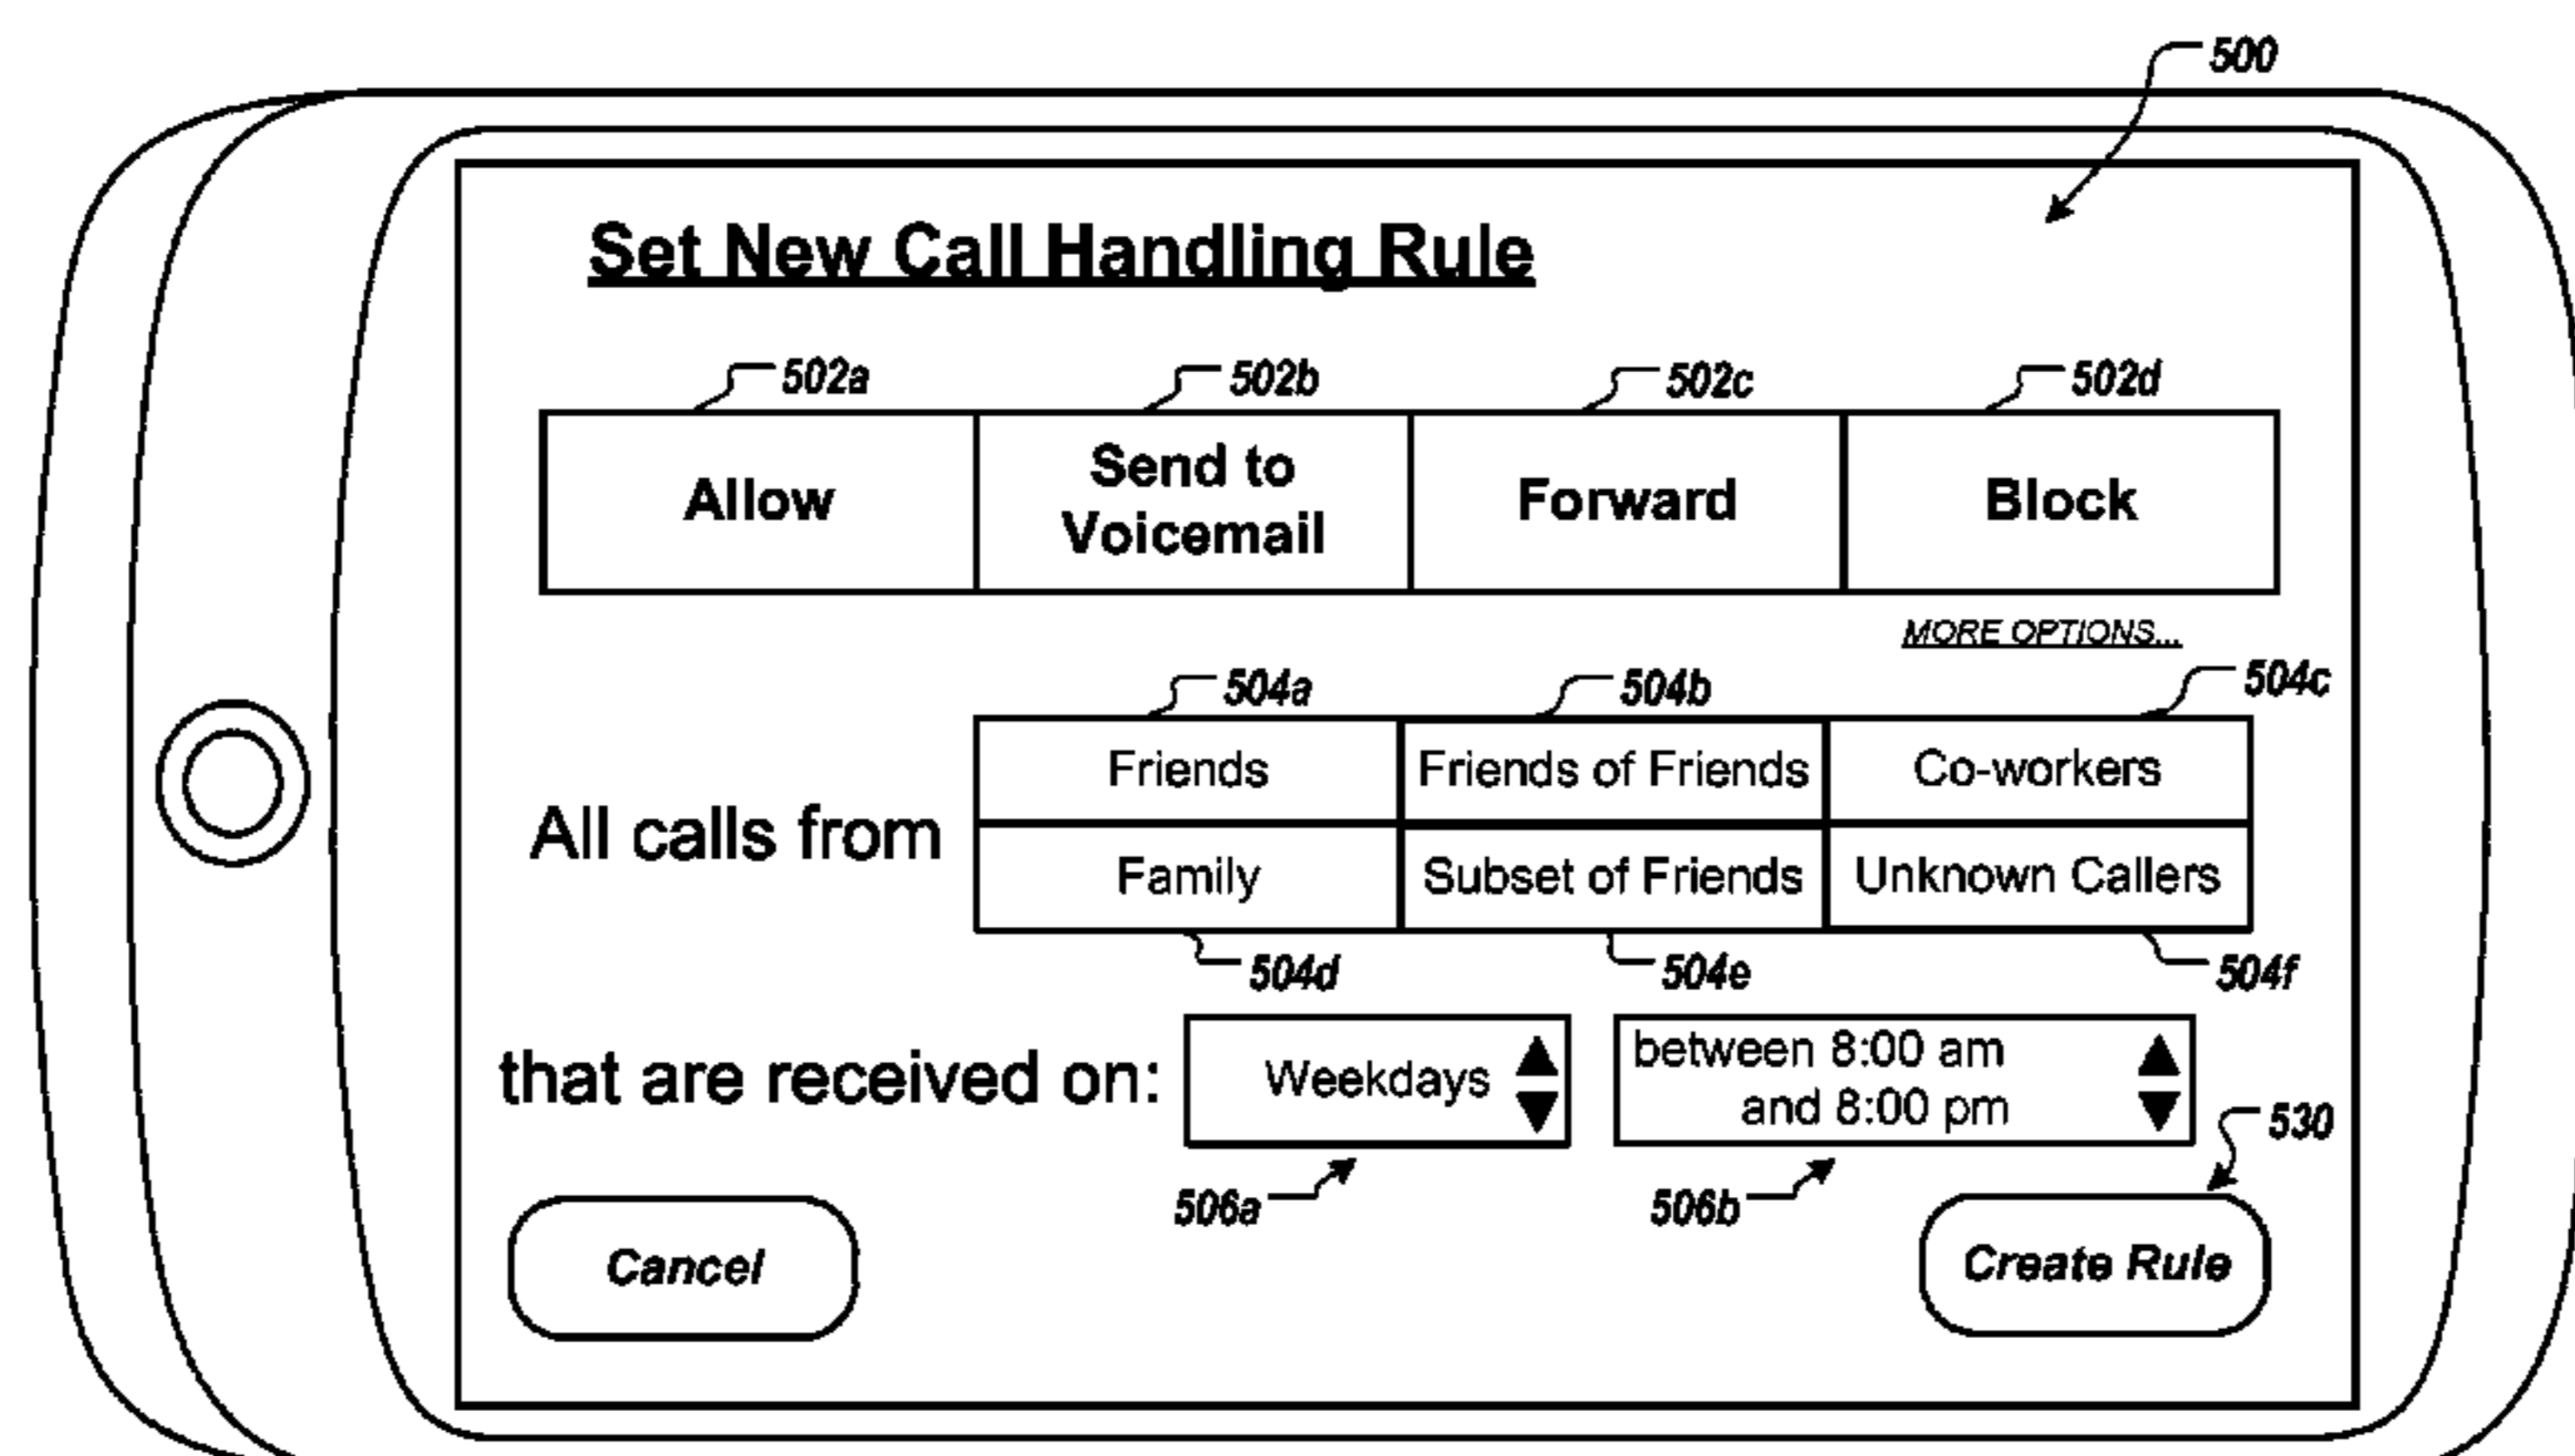 500
Set New Call Handling Rule
502a 502b 502c 502d
Allow
Send to
Voicemail
Forward
Block
MORE OPTIONS...
504a 504b 504c
All calls from
Friends Friends of Friends Co-workers
Family Subset of Friends Unknown Callers
504d 504e 504f
that are received on:
Weekdays
between 8:00 am
and 8:00 pm
530
506a 506b
Cancel
Create Rule